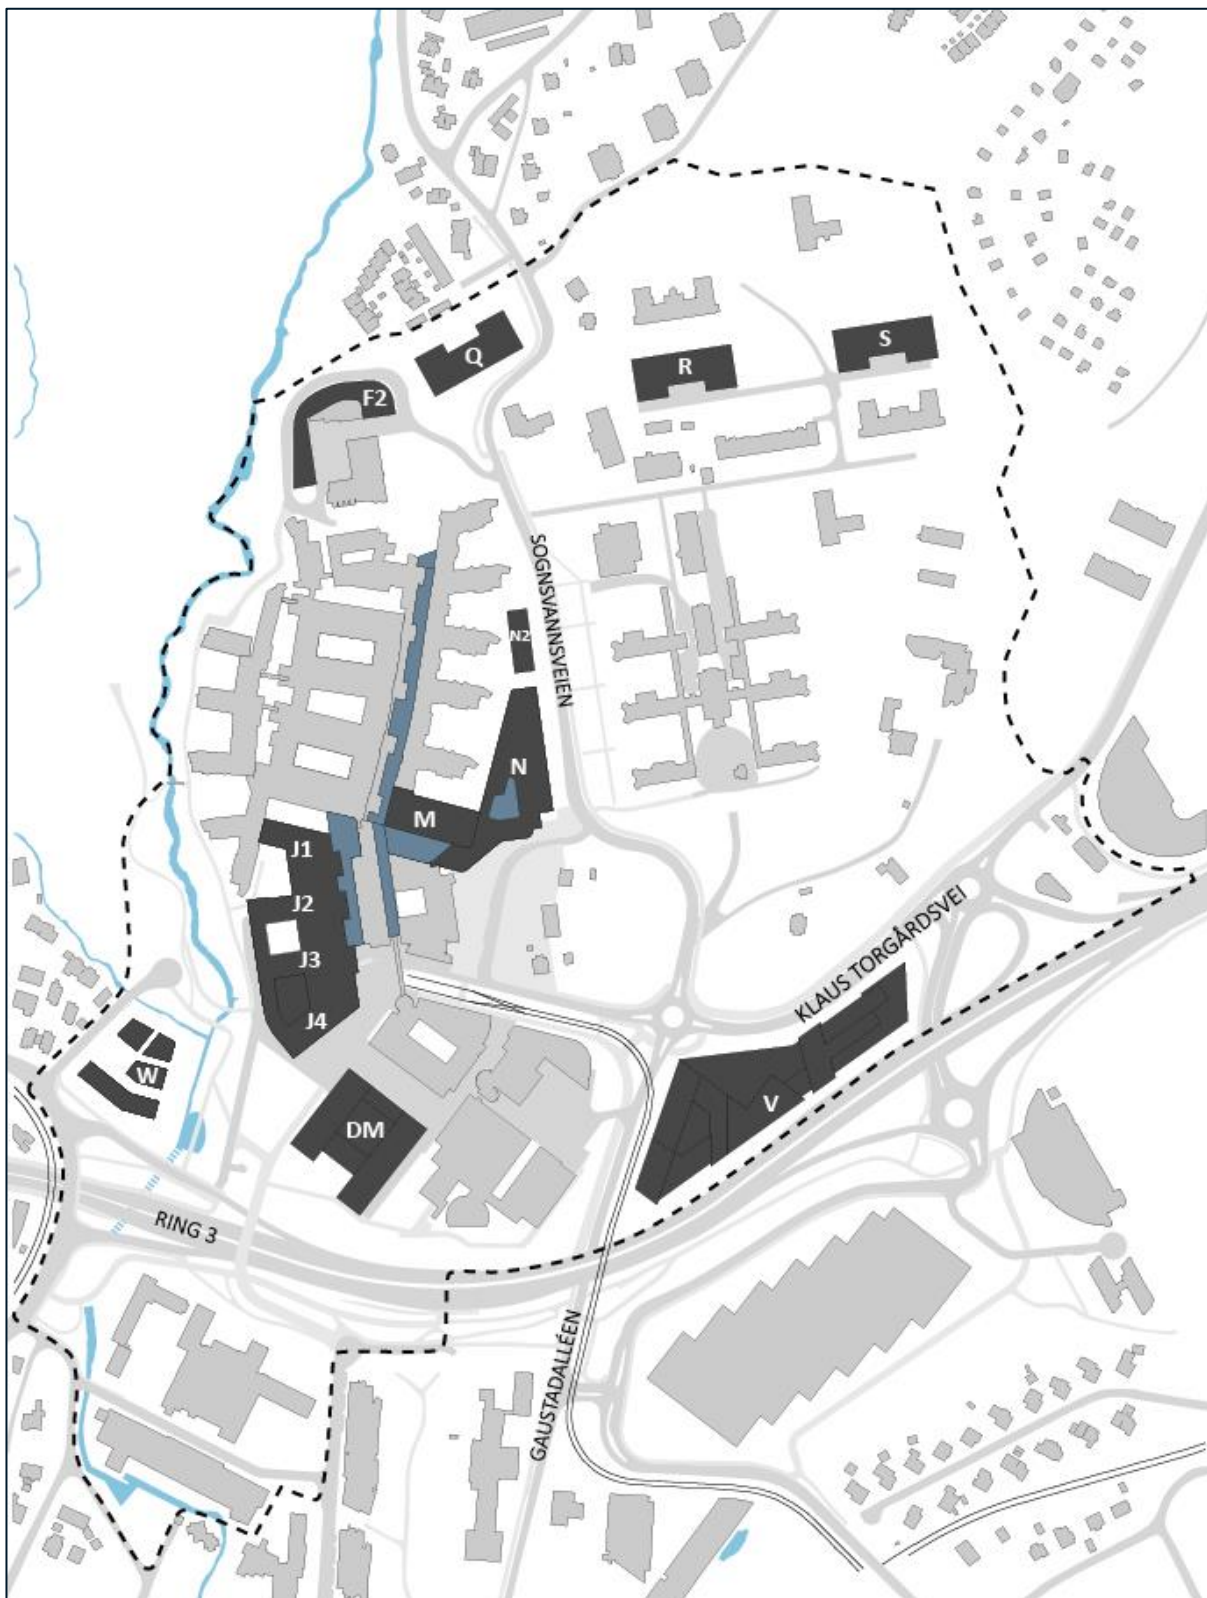 S
Q
R
F2
SOGNSVANNSVEIEN
N2
N
M
J1
J2
J3
J4
KLAUS TORGÅRDSVEI
W
V
DM
RING 3
GAUSTADALLÉEN